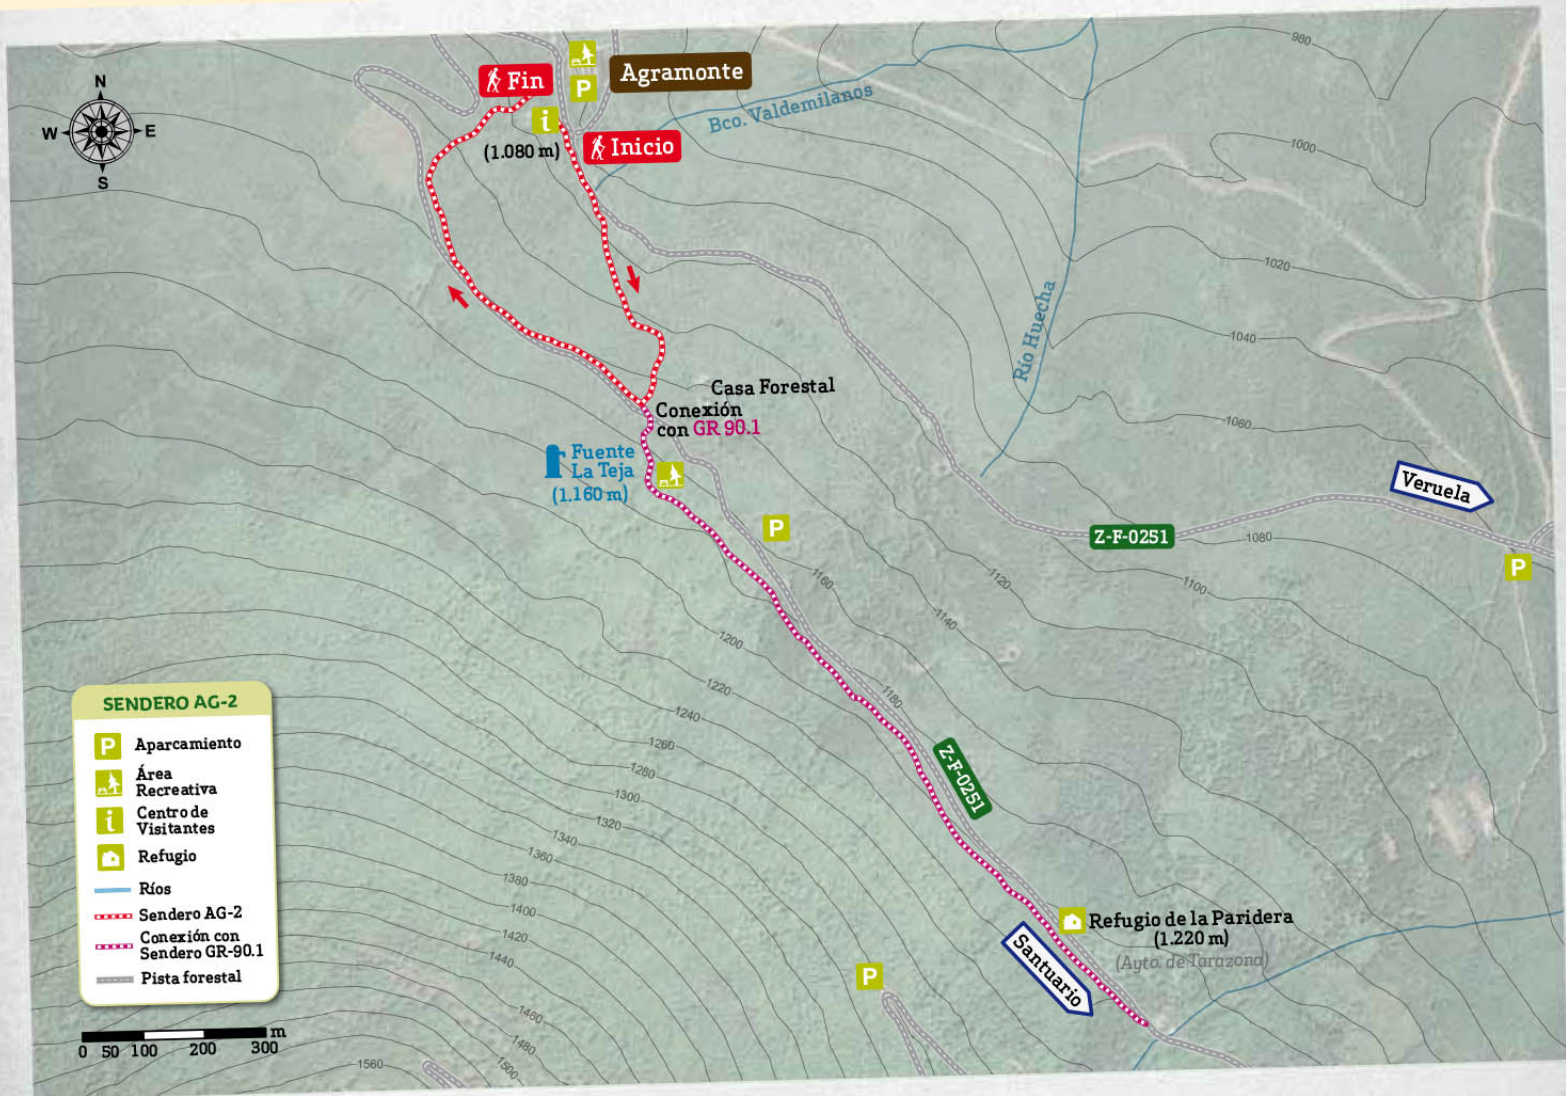 N
W
E
S
Fin
Agramonte
P
i
Inicio
(1.080 m)
Bco. Valdemilanos
980
1000
1020
Río Huecha
1040
1060
Casa Forestal
Conexión
con GR 90.1
Fuente
La Teja
(1.160 m)
P
Veruela
Z-F-0251
1080
P
1100
1120
1140
1160
1180
1200
1220
1240
1260
1280
1300
1320
1340
1360
1380
1400
1420
1440
1460
1480
1500
1560
Z-F-0251
Refugio de la Paridera
(1.220 m)
(Ayto. de Tarazona)
Santuario
P
SENDERO AG-2
P Aparcamiento
Área
Recreativa
i Centro de
Visitantes
Refugio
Ríos
Sendero AG-2
Conexión con
Sendero GR-90.1
Pista forestal
m
0 50 100 200 300